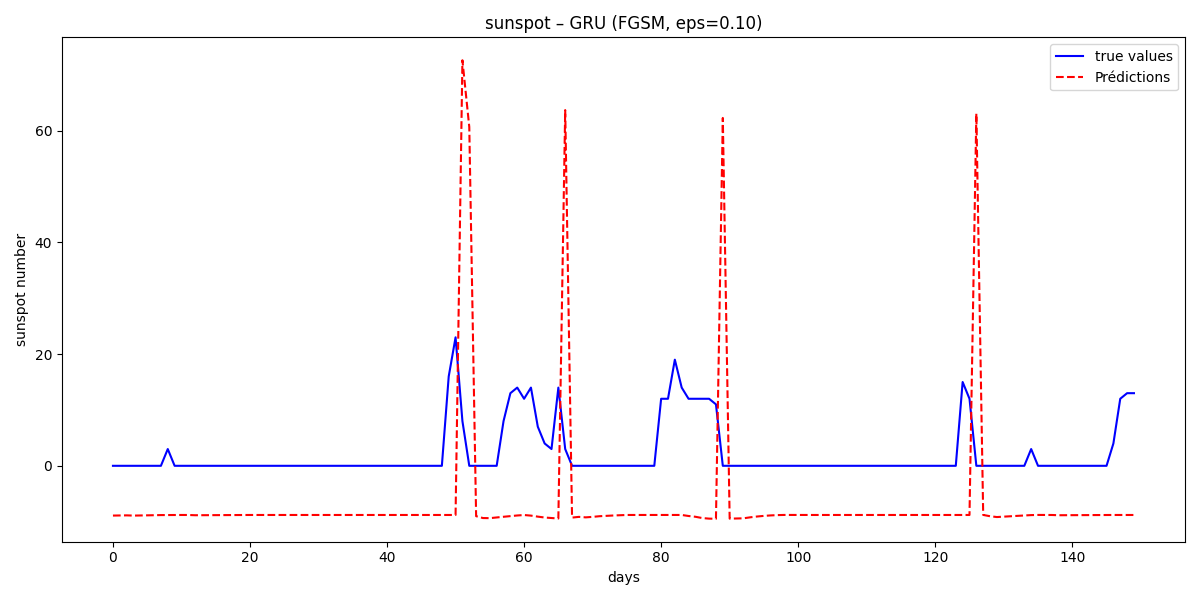 sunspot – GRU (FGSM, eps=0.10)
true values
Prédictions
sunspot number
60
40
20
0
0 20 40 60 80 100 120 140
days